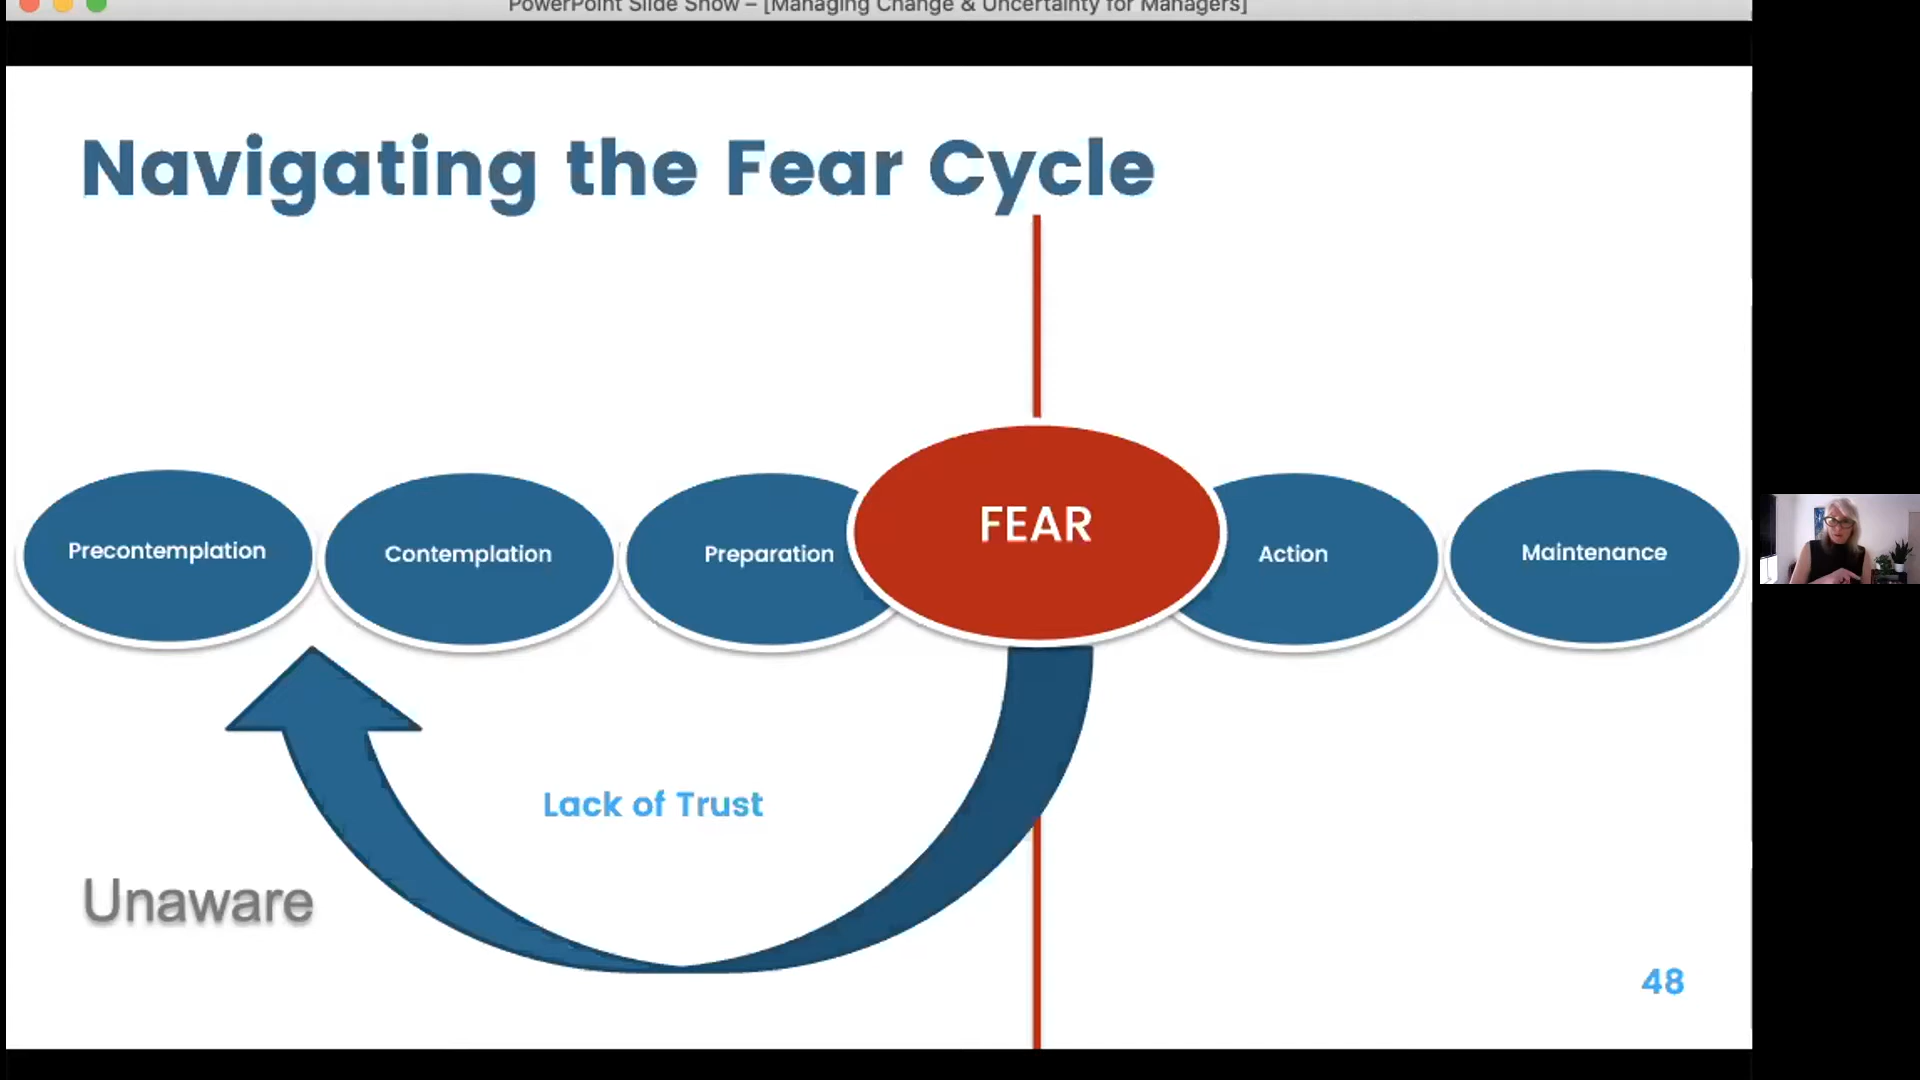 PowerPoint Slide Show – [Managing Change & Uncertainty for Managers]
Navigating the Fear Cycle
Precontemplation
Contemplation
Preparation
FEAR
Action
Maintenance
Lack of Trust
Unaware
48